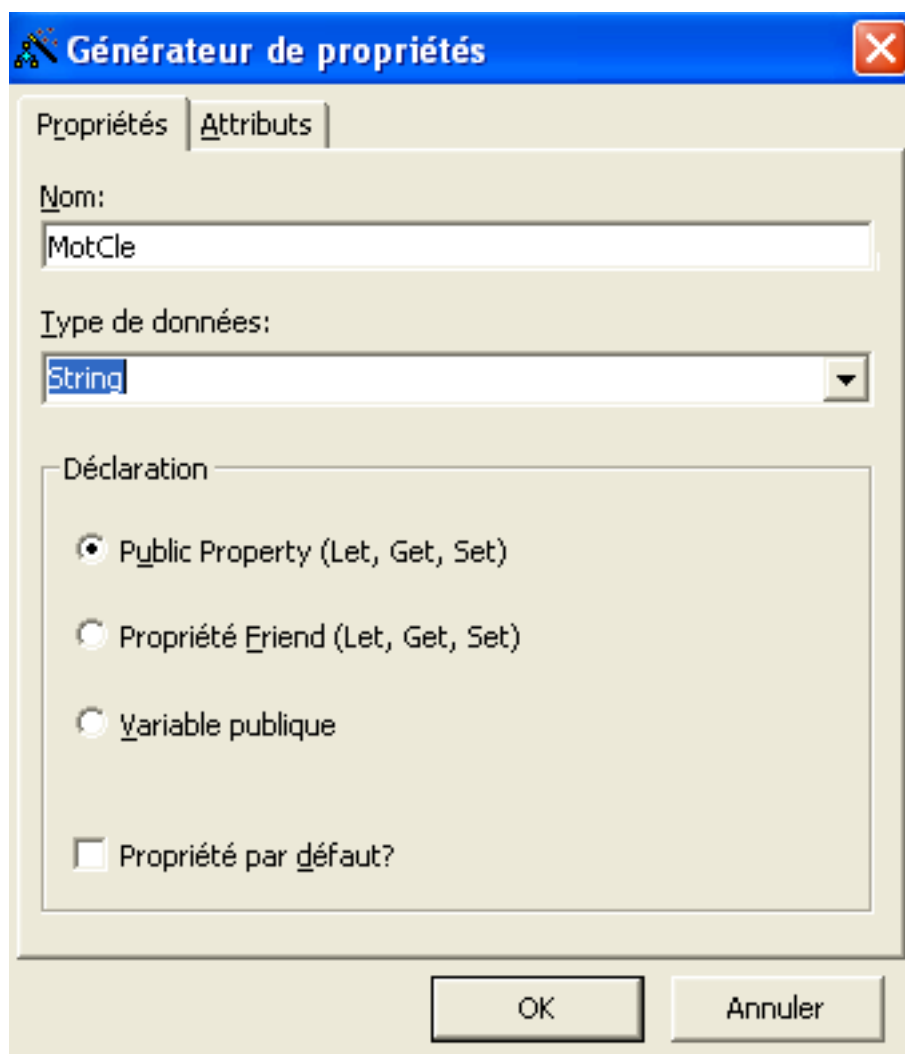 Générateur de propriétés
Propriétés Attributs
Nom:
MotCle
Type de données:
String
Déclaration
Public Property (Let, Get, Set)
Propriété Friend (Let, Get, Set)
Variable publique
Propriété par défaut?
OK Annuler